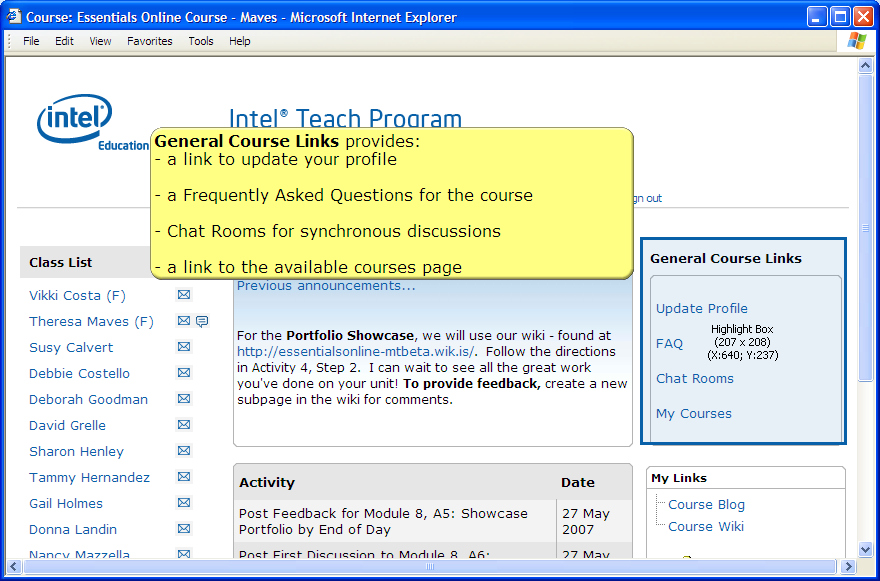 Course: Essentials Online Course - Maves - Microsoft Internet Explorer
File Edit View Favorites Tools Help
intel®
Education
Intel® Teach Program
General Course Links provides:
- a link to update your profile
- a Frequently Asked Questions for the course
- Chat Rooms for synchronous discussions
- a link to the available courses page
out
Class List
Vikki Costa (F)
Theresa Maves (F)
Susy Calvert
Debbie Costello
Deborah Goodman
David Grelle
Sharon Henley
Tammy Hernandez
Gail Holmes
Donna Landin
Nancy Mazzella
Previous announcements...
For the Portfolio Showcase, we will use our wiki - found at
http://essentialsonline-mtbeta.wik.is/. Follow the directions
in Activity 4, Step 2. I can wait to see all the great work
you've done on your unit! To provide feedback, create a new
subpage in the wiki for comments.
Activity Date
Post Feedback for Module 8, A5: Showcase
Portfolio by End of Day
27 May
2007
Post First Discussion to Module 8, A6:
27 May
General Course Links
Update Profile
FAQ
Highlight Box
(207 x 208)
(X:640; Y:237)
Chat Rooms
My Courses
My Links
Course Blog
Course Wiki